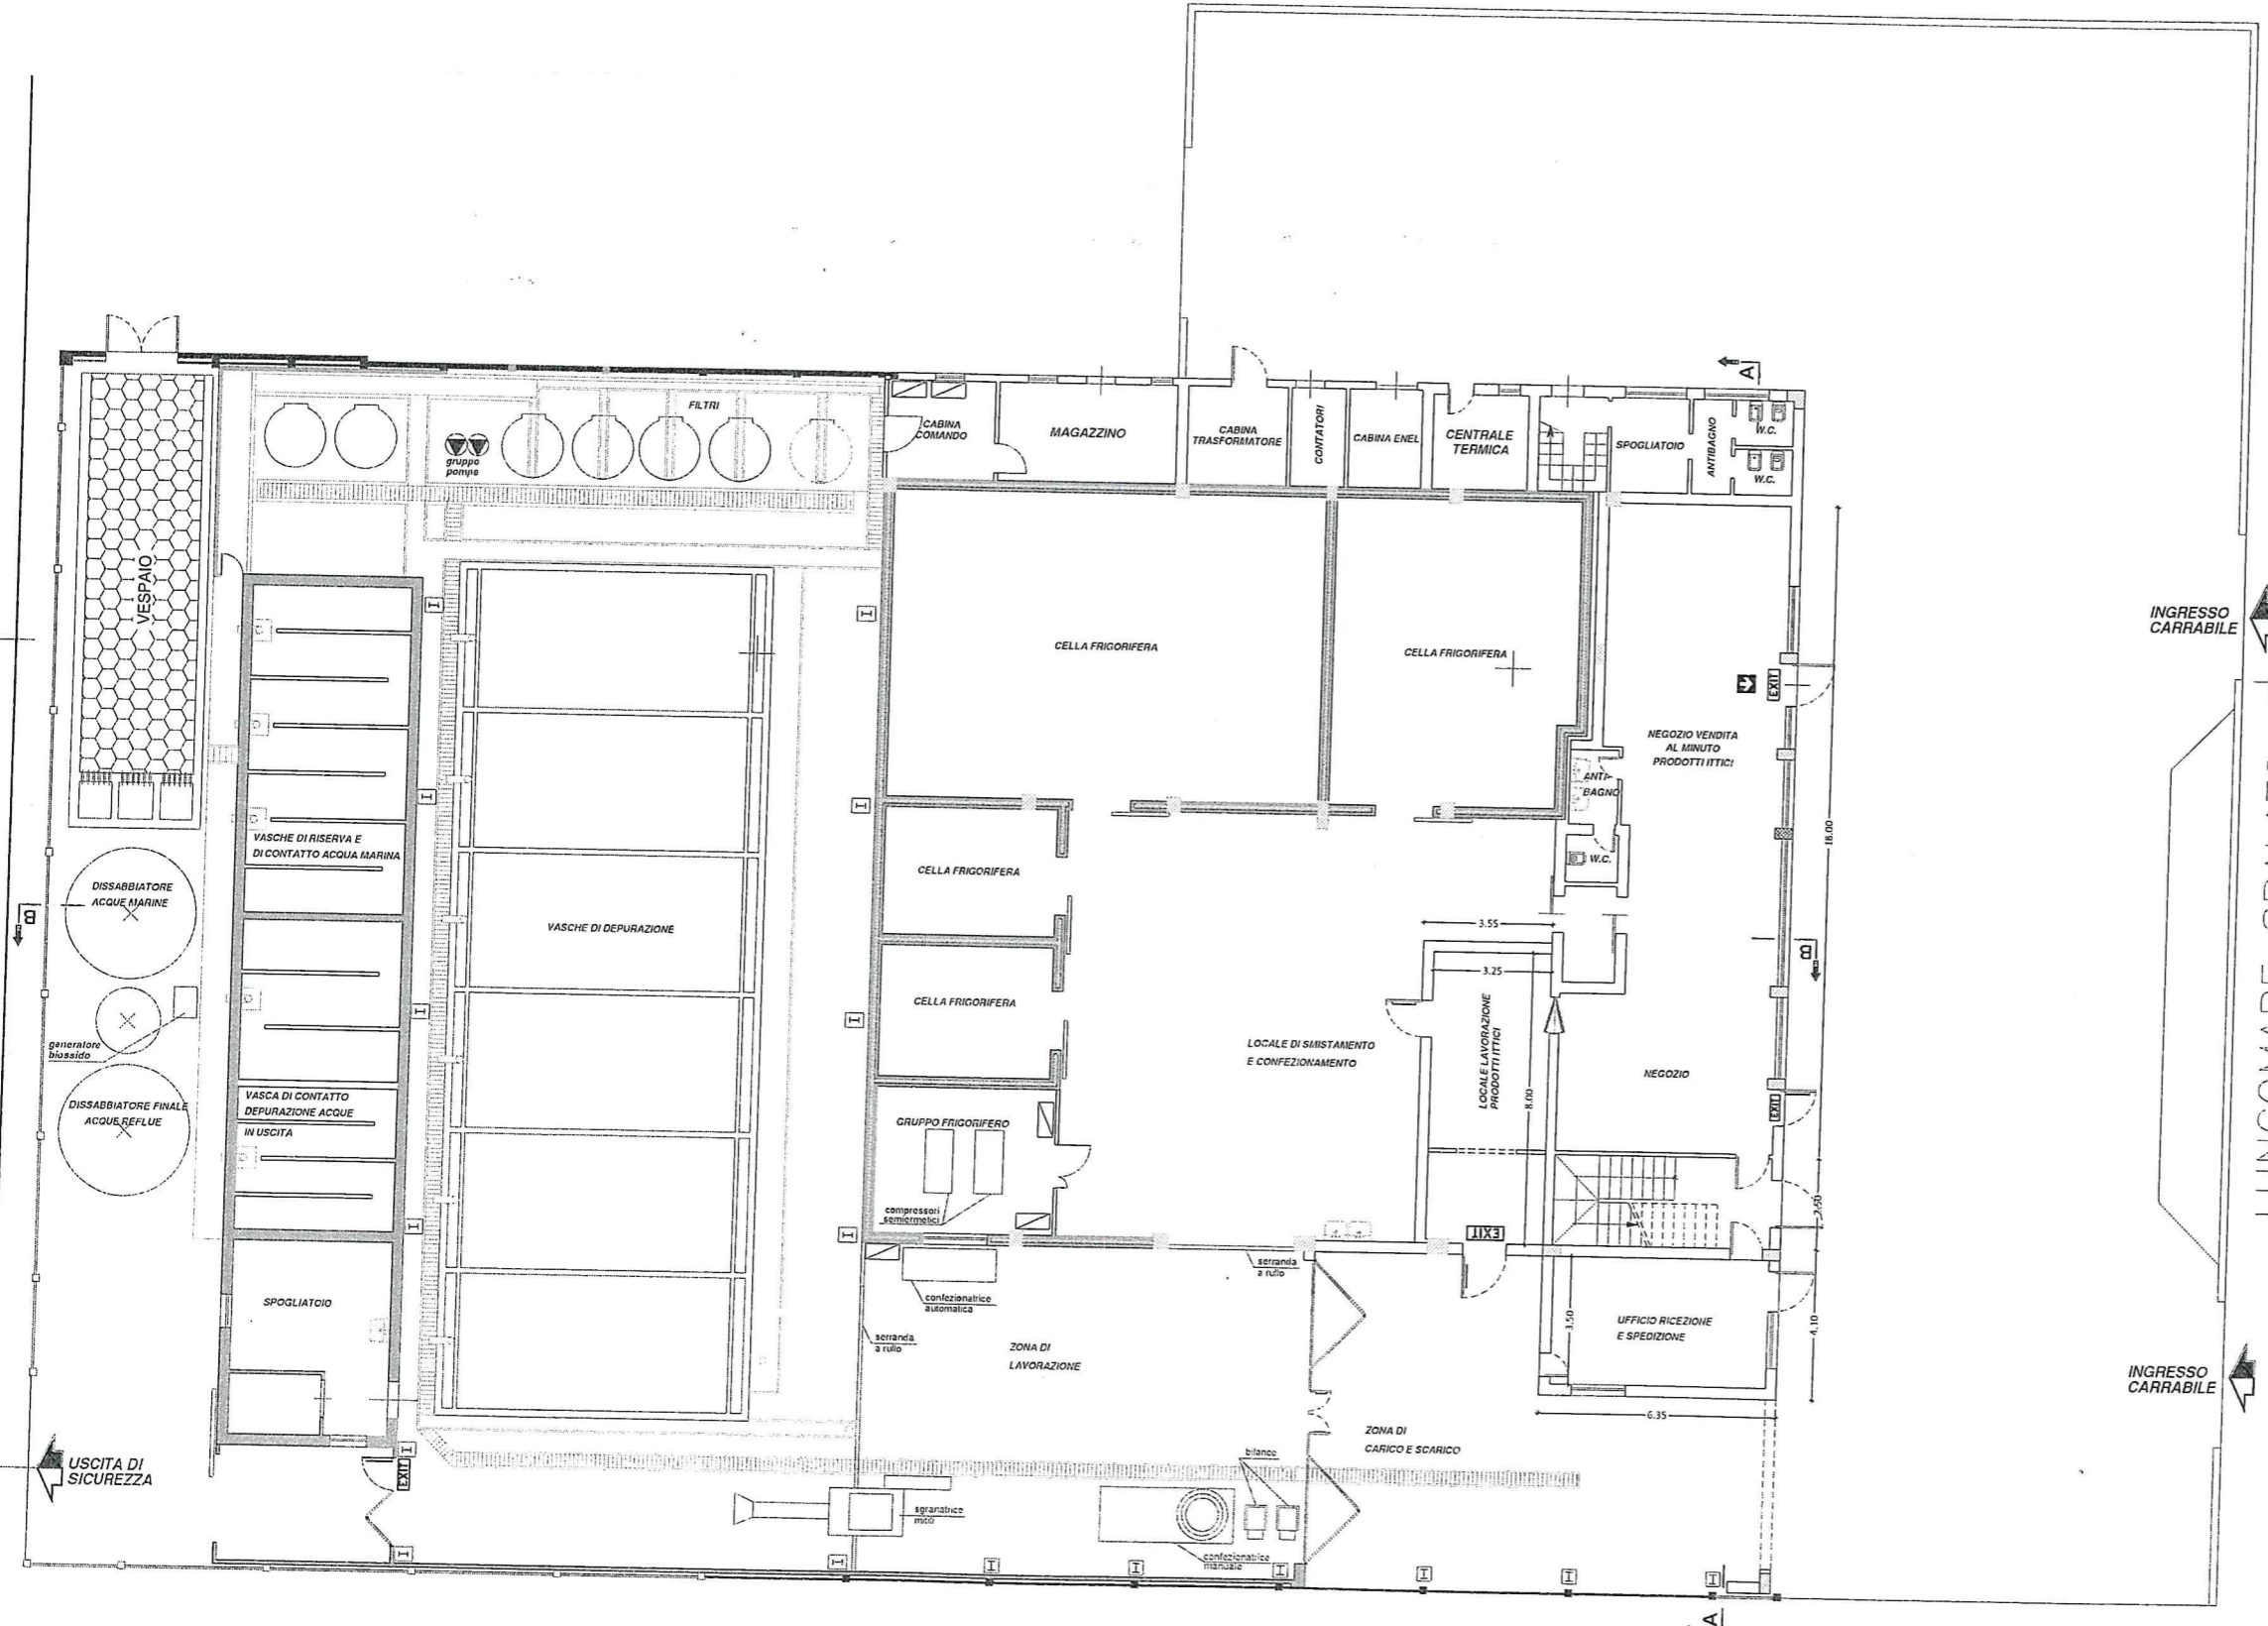 A
FILTRI
gruppo
pompe
CABINA
COMANDO
MAGAZZINO
CABINA
TRASFORMATORE
CONTATORI
CABINA ENEL
CENTRALE
TERMICA
SPOGLIATOIO
ANTIBAGNO
W.C.
W.C.
VESPAIO
INGRESSO
CARRABILE
CELLA FRIGORIFERA
CELLA FRIGORIFERA
EXIT
NEGOZIO VENDITA
AL MINUTO
PRODOTTI ITTICI
ANTI
BAGNO
W.C.
18.00
VASCHE DI RISERVA E
DI CONTATTO ACQUA MARINA
DISSABBIATORE
ACQUE MARINE
B
CELLA FRIGORIFERA
VASCHE DI DEPURAZIONE
3.55
3.25
B
CELLA FRIGORIFERA
LOCALE LAVORAZIONE
PRODOTTI ITTICI
8.00
LOCALE DI SMISTAMENTO
E CONFEZIONAMENTO
NEGOZIO
generatore
biossido
VASCA DI CONTATTO
DEPURAZIONE ACQUE
IN USCITA
DISSABBIATORE FINALE
ACQUE REFLUE
GRUPPO FRIGORIFERO
EXIT
compressori
semiermetici
2.50
EXIT
serranda
a rullo
SPOGLIATOIO
confezionatrice
automatica
serranda
a rullo
ZONA DI
LAVORAZIONE
3.50
UFFICIO RICEZIONE
E SPEDIZIONE
4.10
INGRESSO
CARRABILE
6.35
ZONA DI
CARICO E SCARICO
USCITA DI
SICUREZZA
EXIT
bilance
sgranatrice
mitili
confezionatrice
manuale
A